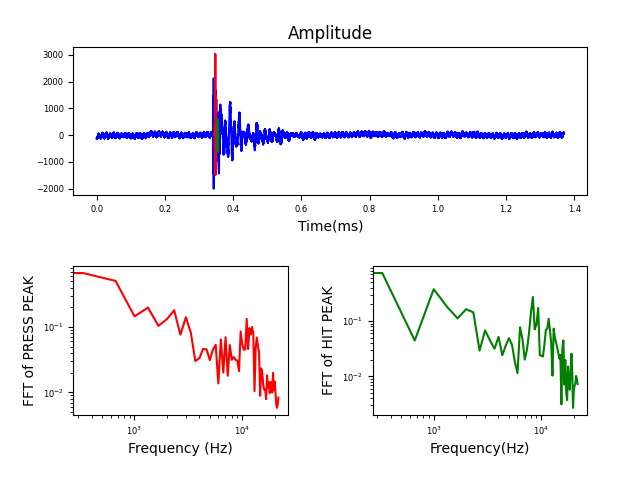 Amplitude
3000
2000
1000
0
−1000
−2000
0.0 0.2 0.4 0.6 0.8 1.0 1.2 1.4
Time(ms)
FFT of PRESS PEAK
10⁻¹
10⁻²
10³ 10⁴
Frequency (Hz)
FFT of HIT PEAK
10⁻¹
10⁻²
10³ 10⁴
Frequency(Hz)